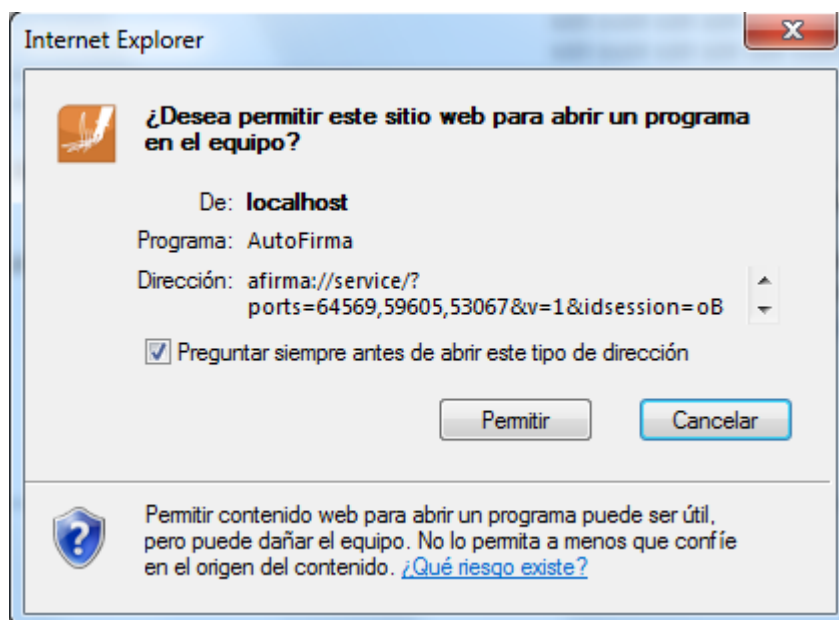 Internet Explorer
¿Desea permitir este sitio web para abrir un programa
en el equipo?
De: localhost
Programa: AutoFirma
Dirección: afirma://service/?
ports=64569,59605,53067&v=1&idsession=oB
Preguntar siempre antes de abrir este tipo de dirección
Permitir Cancelar
Permitir contenido web para abrir un programa puede ser útil,
pero puede dañar el equipo. No lo permita a menos que confíe
en el origen del contenido. ¿Qué riesgo existe?